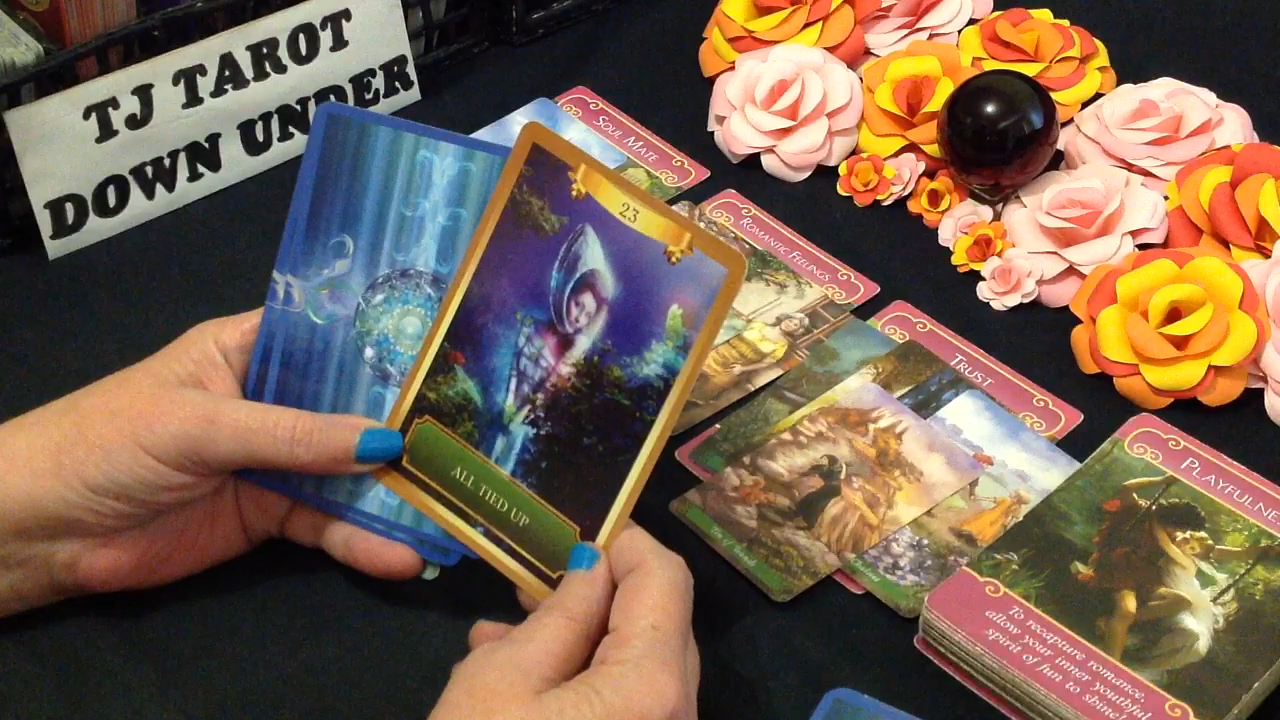 TJ TAROT
DOWN UNDER
SOUL MATE
23
ROMANTIC FEELINGS
TRUST
ALL TIED UP
PLAYFULNE
To recapture romance,
allow your inner youthful
spirit of fun to shine!